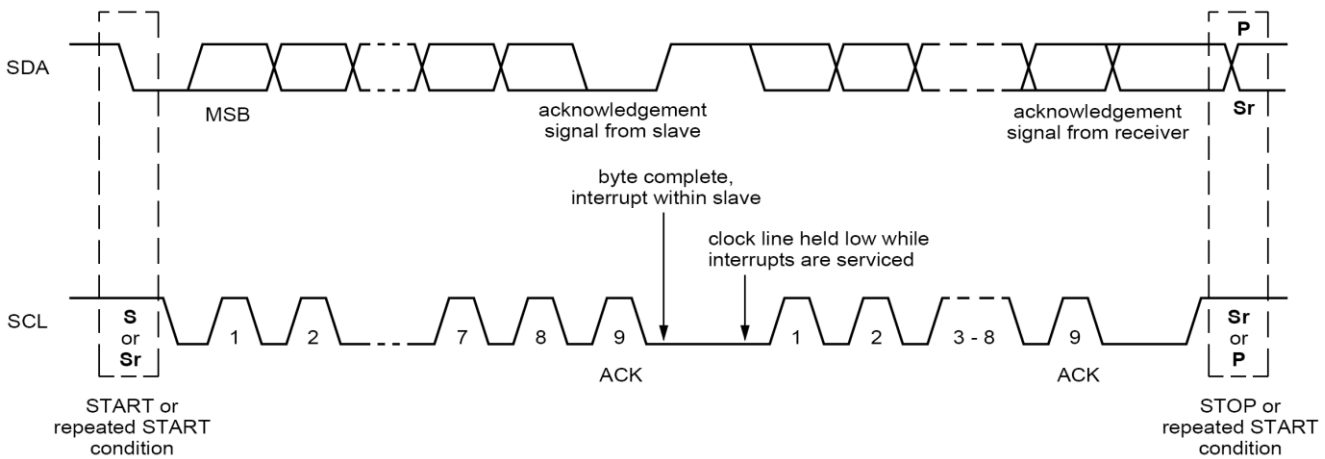 P
SDA
MSB
acknowledgement
signal from slave
acknowledgement
signal from receiver
Sr
byte complete,
interrupt within slave
clock line held low while
interrupts are serviced
SCL
S
or
Sr
1
2
7
8
9
1
2
3 - 8
9
Sr
or
P
ACK
ACK
START or
repeated START
condition
STOP or
repeated START
condition